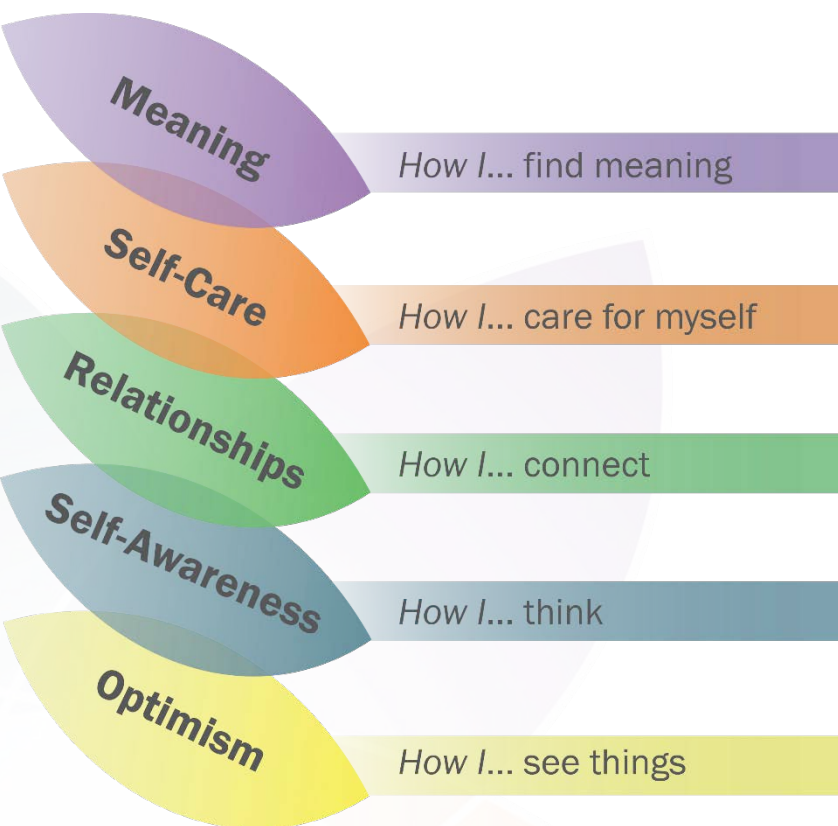 Meaning
How I... find meaning
Self-Care
How I... care for myself
Relationships
How I... connect
Self-Awareness
How I... think
Optimism
How I... see things